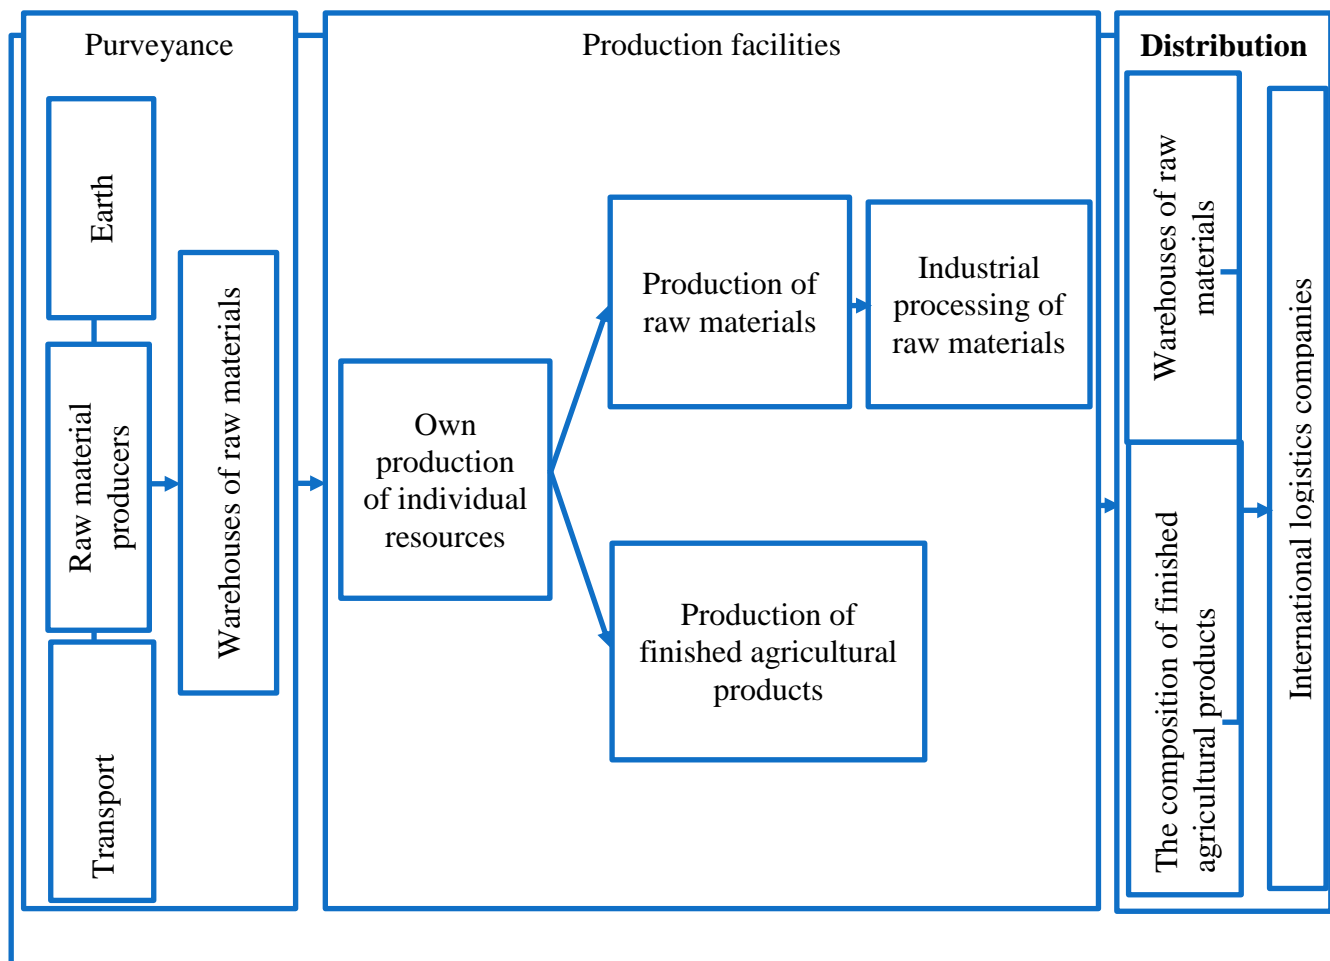 Purveyance
Earth
Raw material
producers
Transport
Warehouses of raw materials
Production facilities
Own
production
of individual
resources
Production of
raw materials
Industrial
processing of
raw materials
Production of
finished agricultural
products
Distribution
Warehouses of raw
materials
The composition of finished
agricultural products
International logistics companies